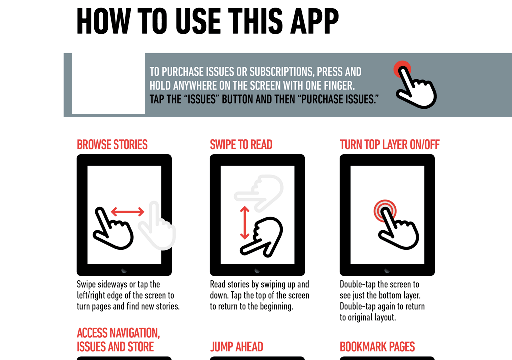 HOW TO USE THIS APP
TO PURCHASE ISSUES OR SUBSCRIPTIONS, PRESS AND
HOLD ANYWHERE ON THE SCREEN WITH ONE FINGER.
TAP THE “ISSUES” BUTTON AND THEN “PURCHASE ISSUES.”
BROWSE STORIES
Swipe sideways or tap the
left/right edge of the screen to
turn pages and find new stories.
SWIPE TO READ
Read stories by swiping up and
down. Tap the top of the screen
to return to the beginning.
TURN TOP LAYER ON/OFF
Double-tap the screen to
see just the bottom layer.
Double-tap again to return
to original layout.
ACCESS NAVIGATION,
ISSUES AND STORE
JUMP AHEAD
BOOKMARK PAGES